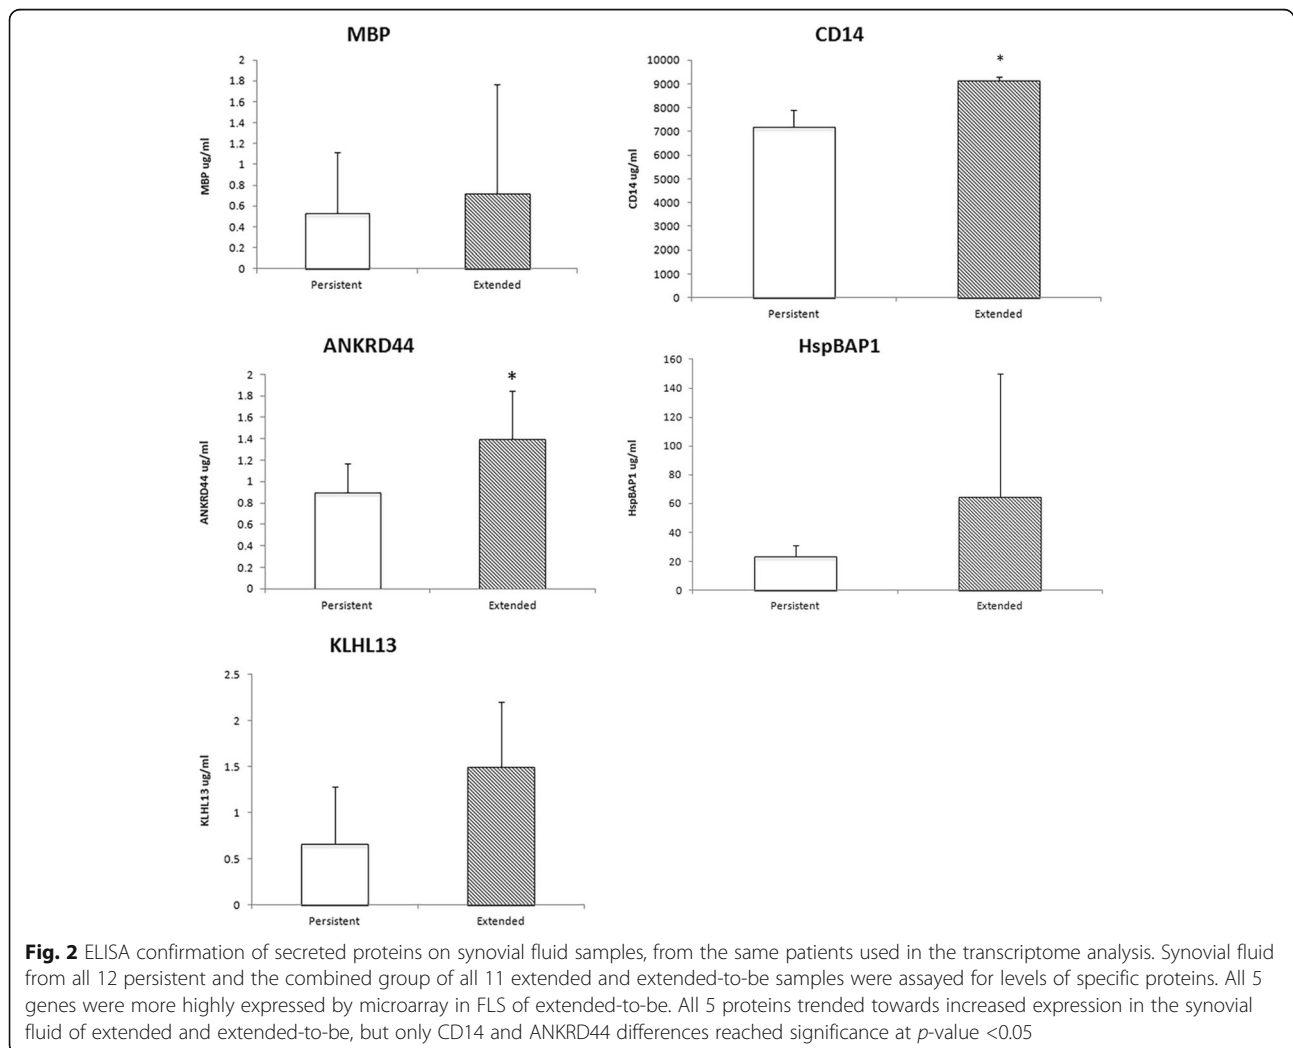 MBP
2
1.8
1.6
1.4
1.2
1
0.8
0.6
0.4
0.2
0
MBP ug/ml
Persistent Extended
CD14
*
10000
9000
8000
7000
6000
5000
4000
3000
2000
1000
0
CD14 ug/ml
Persistent Extended
ANKRD44
*
2
1.8
1.6
1.4
1.2
1
0.8
0.6
0.4
0.2
0
ANKRD44 ug/ml
Persistent Extended
HspBAP1
160
140
120
100
80
60
40
20
0
HspBAP1 ug/ml
Persistent Extended
KLHL13
2.5
2
1.5
1
0.5
0
KLHL13 ug/ml
Persistent Extended
Fig. 2 ELISA confirmation of secreted proteins on synovial fluid samples, from the same patients used in the transcriptome analysis. Synovial fluid
from all 12 persistent and the combined group of all 11 extended and extended-to-be samples were assayed for levels of specific proteins. All 5
genes were more highly expressed by microarray in FLS of extended-to-be. All 5 proteins trended towards increased expression in the synovial
fluid of extended and extended-to-be, but only CD14 and ANKRD44 differences reached significance at p-value <0.05